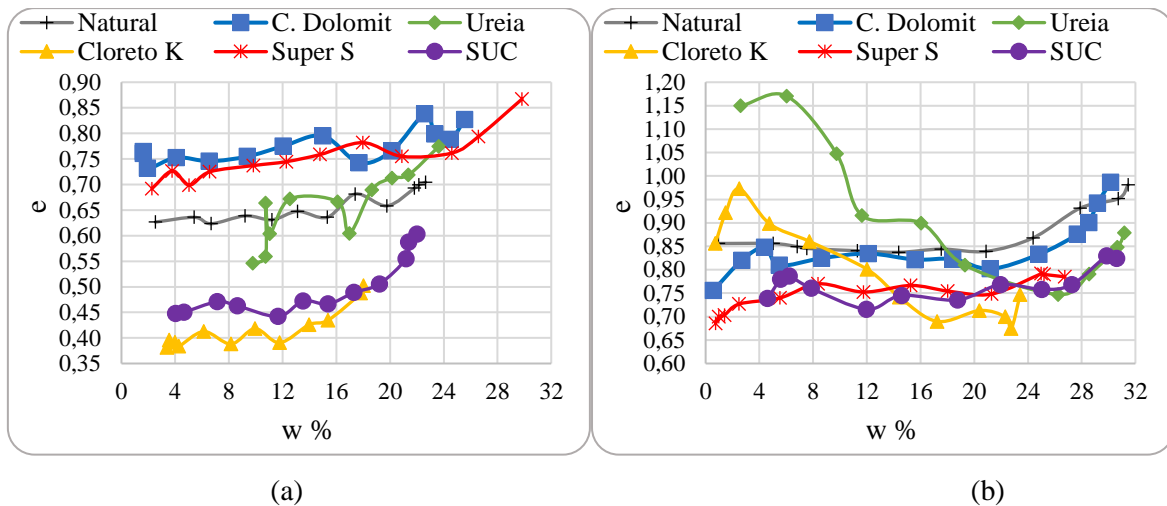 Natural C. Dolomit Ureia
Cloreto K Super S SUC
0,90
0,85
0,80
0,75
0,70
0,65
0,60
0,55
0,50
0,45
0,40
0,35
e
0 4 8 12 16 20 24 28 32
w %
(a)
Natural C. Dolomit Ureia
Cloreto K Super S SUC
1,20
1,15
1,10
1,05
1,00
0,95
0,90
0,85
0,80
0,75
0,70
0,65
0,60
e
0 4 8 12 16 20 24 28 32
w %
(b)